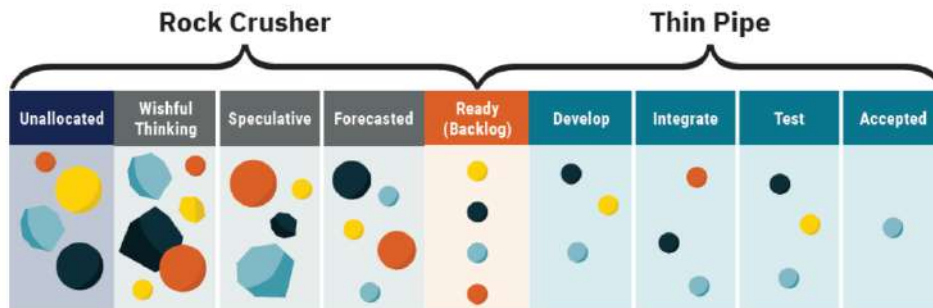 Rock Crusher
Thin Pipe
Unallocated
Wishful
Thinking
Speculative
Forecasted
Ready
(Backlog)
Develop
Integrate
Test
Accepted